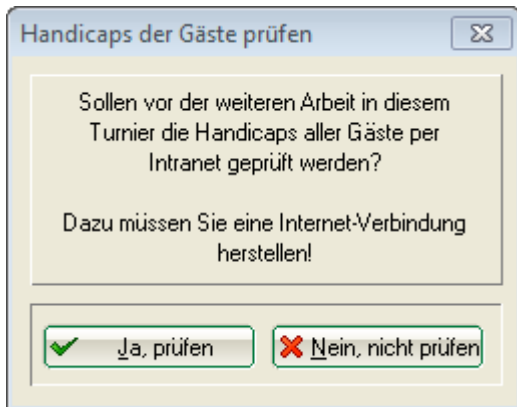 Handicaps der Gäste prüfen
Sollen vor der weiteren Arbeit in diesem
Turnier die Handicaps aller Gäste per
Intranet geprüft werden?
Dazu müssen Sie eine Internet-Verbindung
herstellen!
Ja, prüfen Nein, nicht prüfen